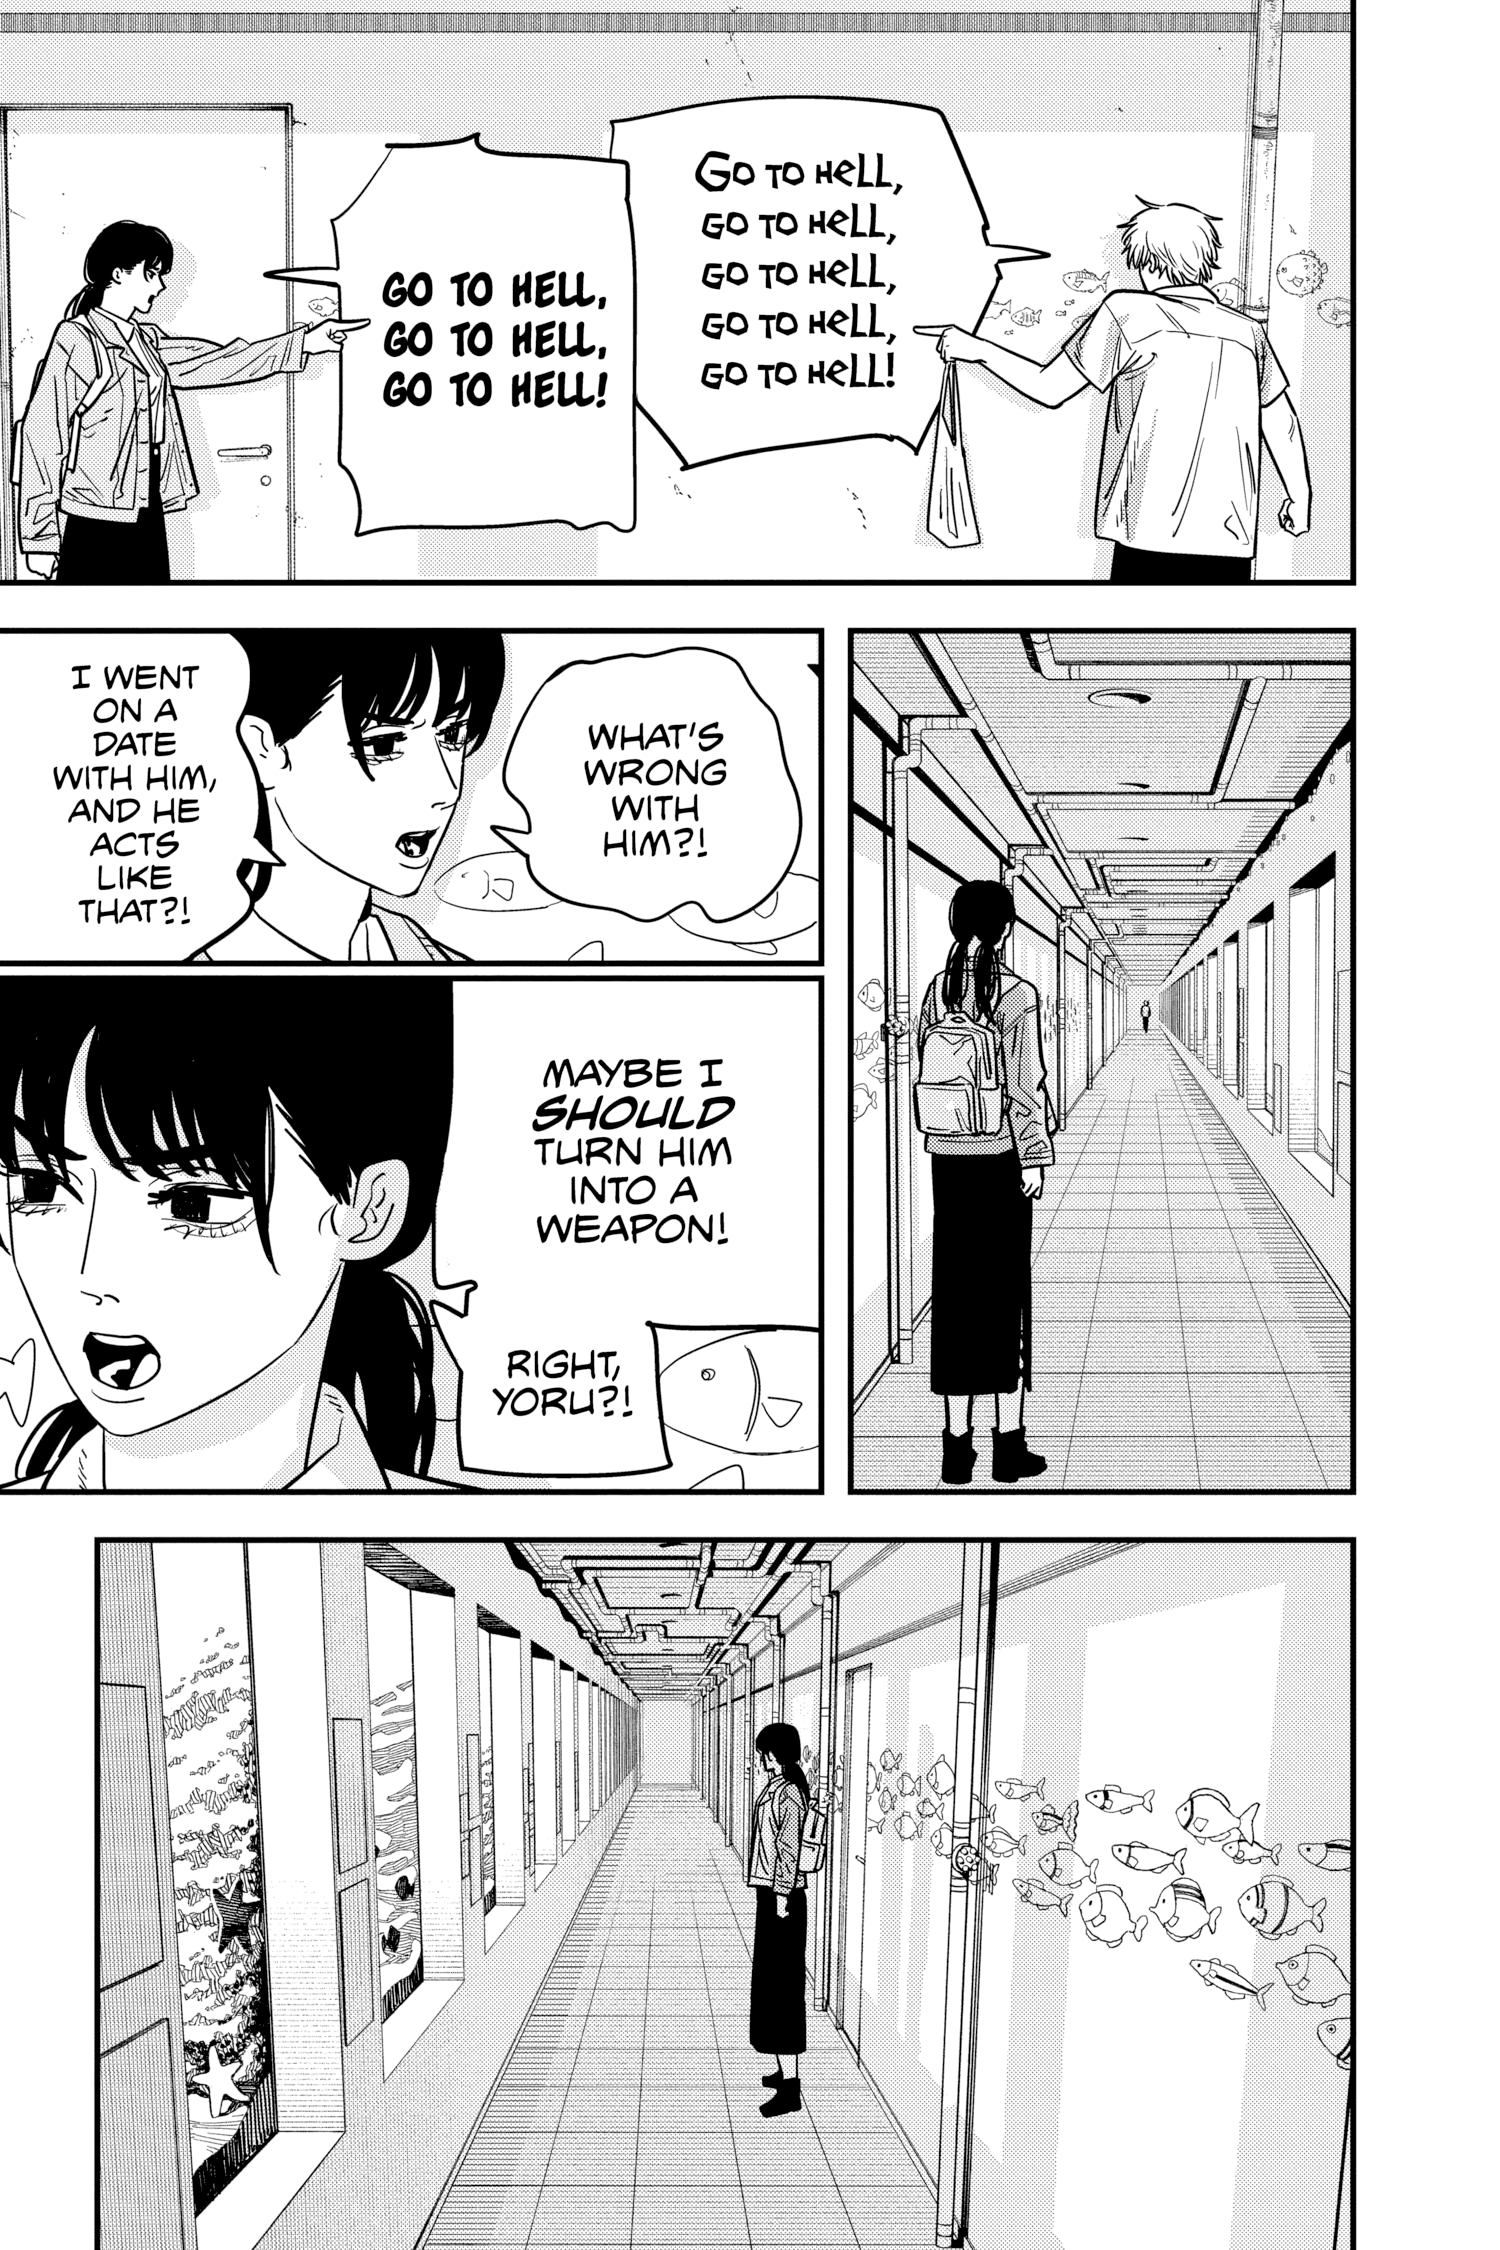 GO TO HELL,
GO TO HELL,
GO TO HELL,
GO TO HELL,
GO TO HELL!
GO TO HELL,
GO TO HELL,
GO TO HELL!
WHAT'S
WRONG
WITH
HIM?!
I WENT
ON A
DATE
WITH HIM,
AND HE
ACTS
LIKE
THAT?!
MAYBE I
SHOULD
TURN HIM
INTO A
WEAPON!
RIGHT,
YORU?!